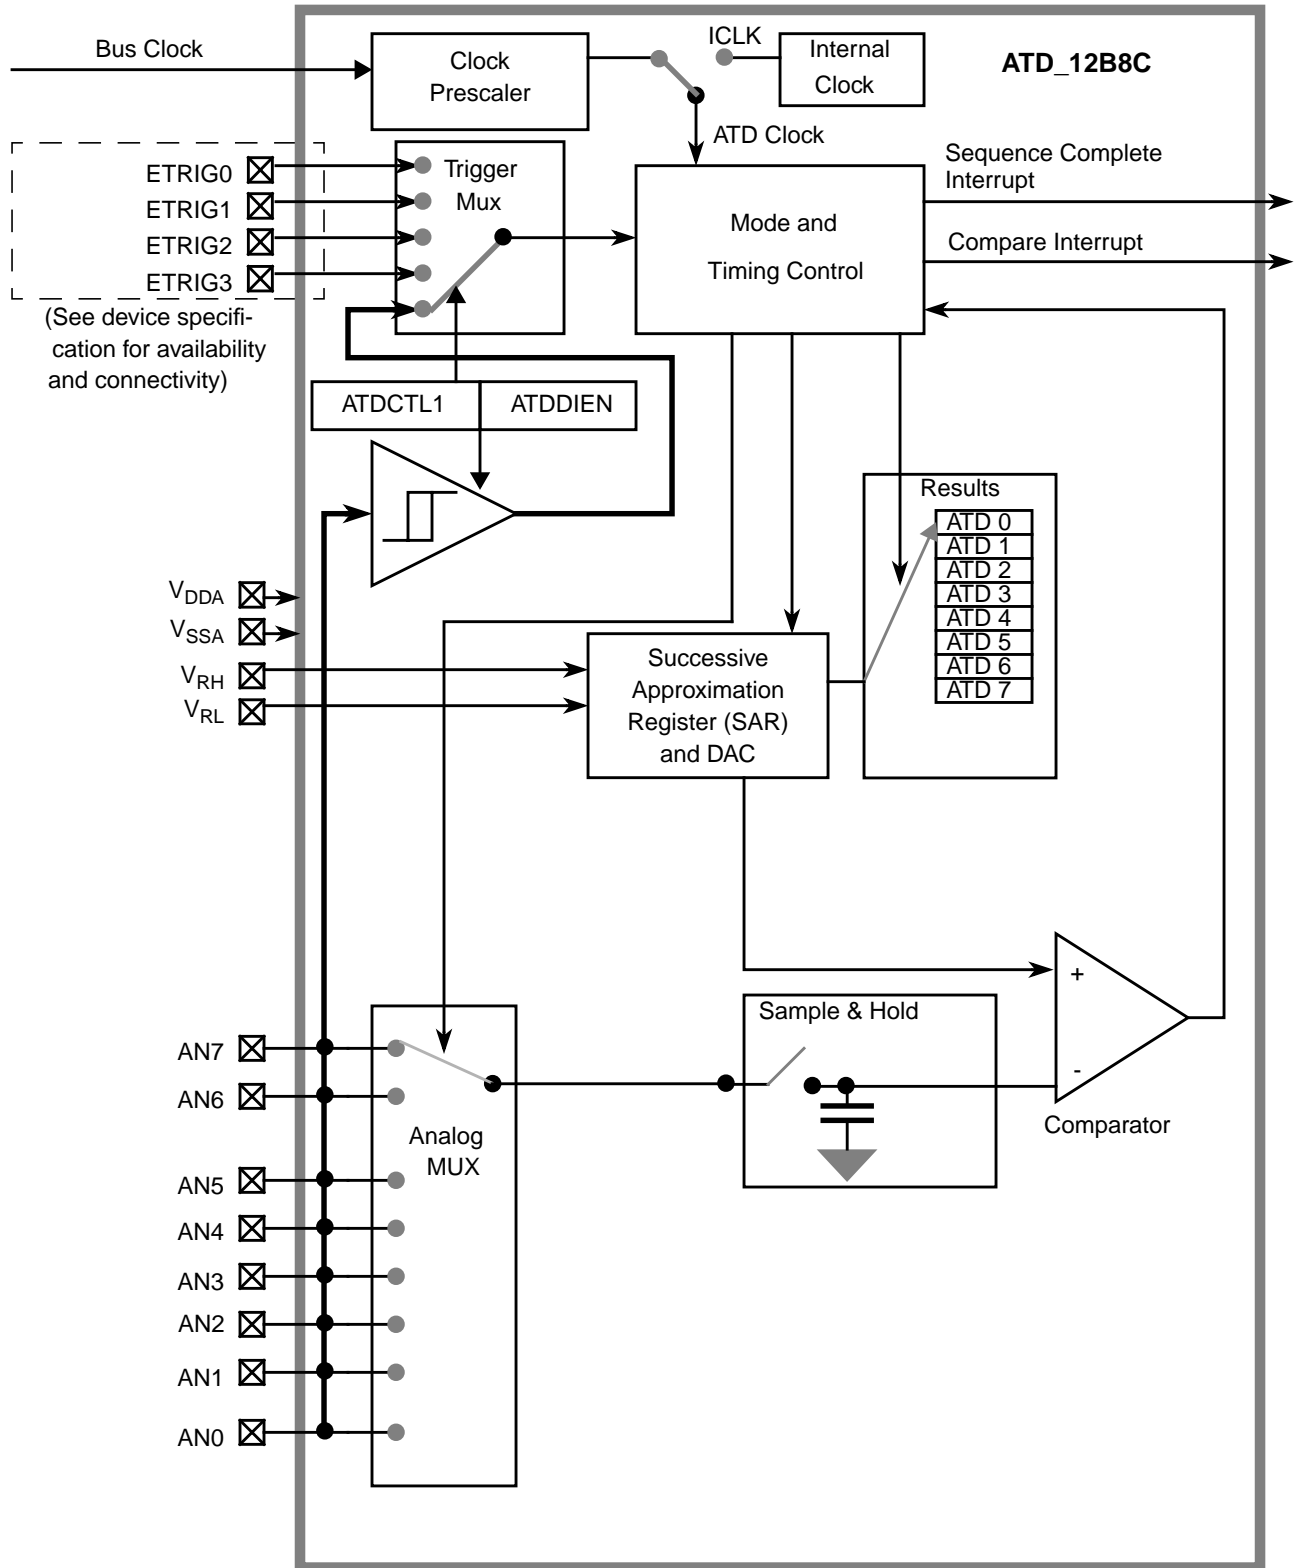 Bus Clock
Clock
Prescaler
ICLK
Internal
Clock
ATD_12B8C
ATD Clock
ETRIG0
ETRIG1
ETRIG2
ETRIG3
(See device specifi-
cation for availability
and connectivity)
Trigger
Mux
Mode and
Timing Control
Sequence Complete
Interrupt
Compare Interrupt
ATDCTL1
ATDDIEN
Results
ATD 0
ATD 1
ATD 2
ATD 3
ATD 4
ATD 5
ATD 6
ATD 7
VDDA
VSSA
VRH
VRL
Successive
Approximation
Register (SAR)
and DAC
+
-
Comparator
Sample & Hold
AN7
AN6
AN5
AN4
AN3
AN2
AN1
AN0
Analog
MUX